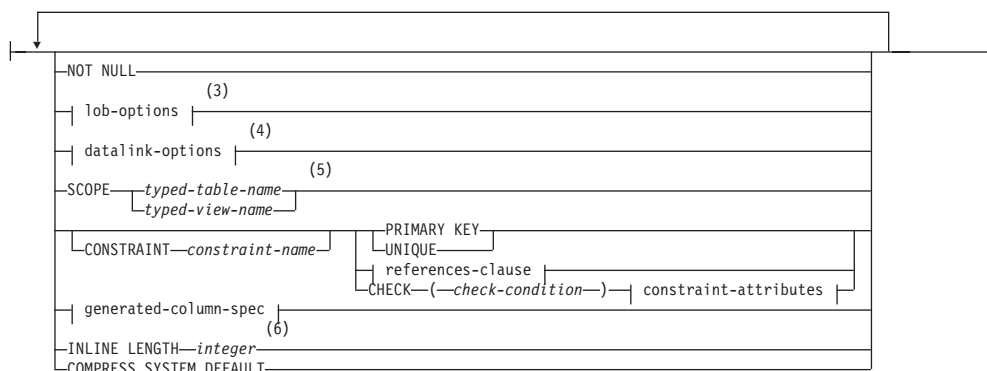 NOT NULL
(3)
lob-options
(4)
datalink-options
(5)
SCOPE typed-table-name
typed-view-name
PRIMARY KEY
CONSTRAINT constraint-name UNIQUE
references-clause
CHECK ( check-condition ) constraint-attributes
generated-column-spec
(6)
INLINE LENGTH integer
COMPRESS SYSTEM DEFAULT